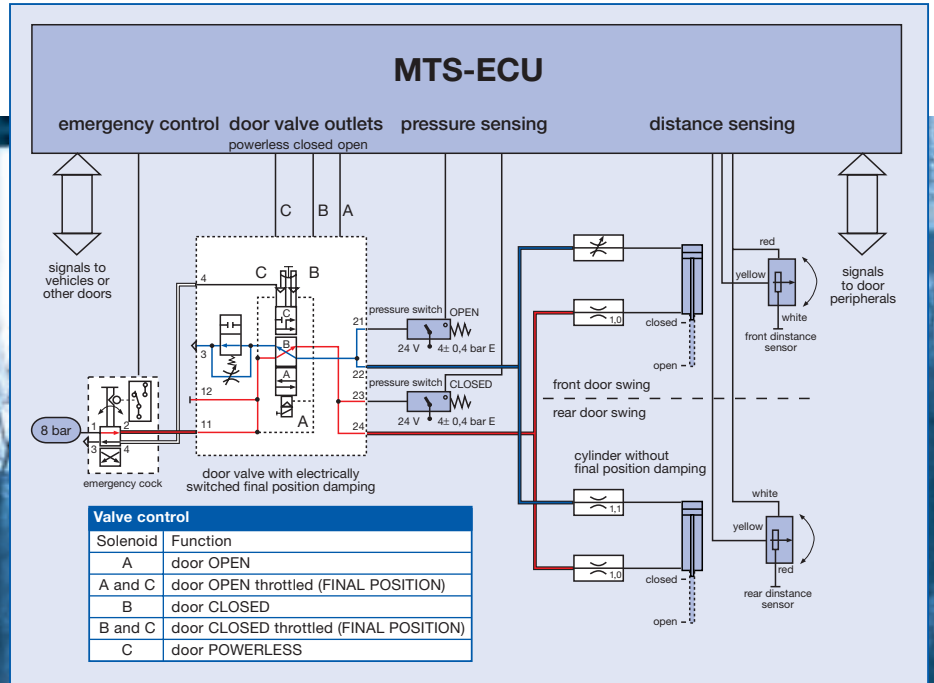 MTS-ECU
emergency control door valve outlets pressure sensing distance sensing
powerless closed open
C B A
signals to
vehicles or
other doors
8 bar
1 2
3 4
emergency cock
4
3
12
11
C B
C
B
A
A
21
22
23
24
door valve with electrically
switched final position damping
pressure switch OPEN
24 V 4± 0,4 bar E
pressure switch CLOSED
24 V 4± 0,4 bar E
1,0
closed
open
front door swing
rear door swing
cylinder without
final position damping
1,1
1,0
closed
open
red
yellow
white
front dinstance
sensor
signals
to door
peripherals
white
yellow
red
rear dinstance
sensor
Valve control
Solenoid Function
A door OPEN
A and C door OPEN throttled (FINAL POSITION)
B door CLOSED
B and C door CLOSED throttled (FINAL POSITION)
C door POWERLESS